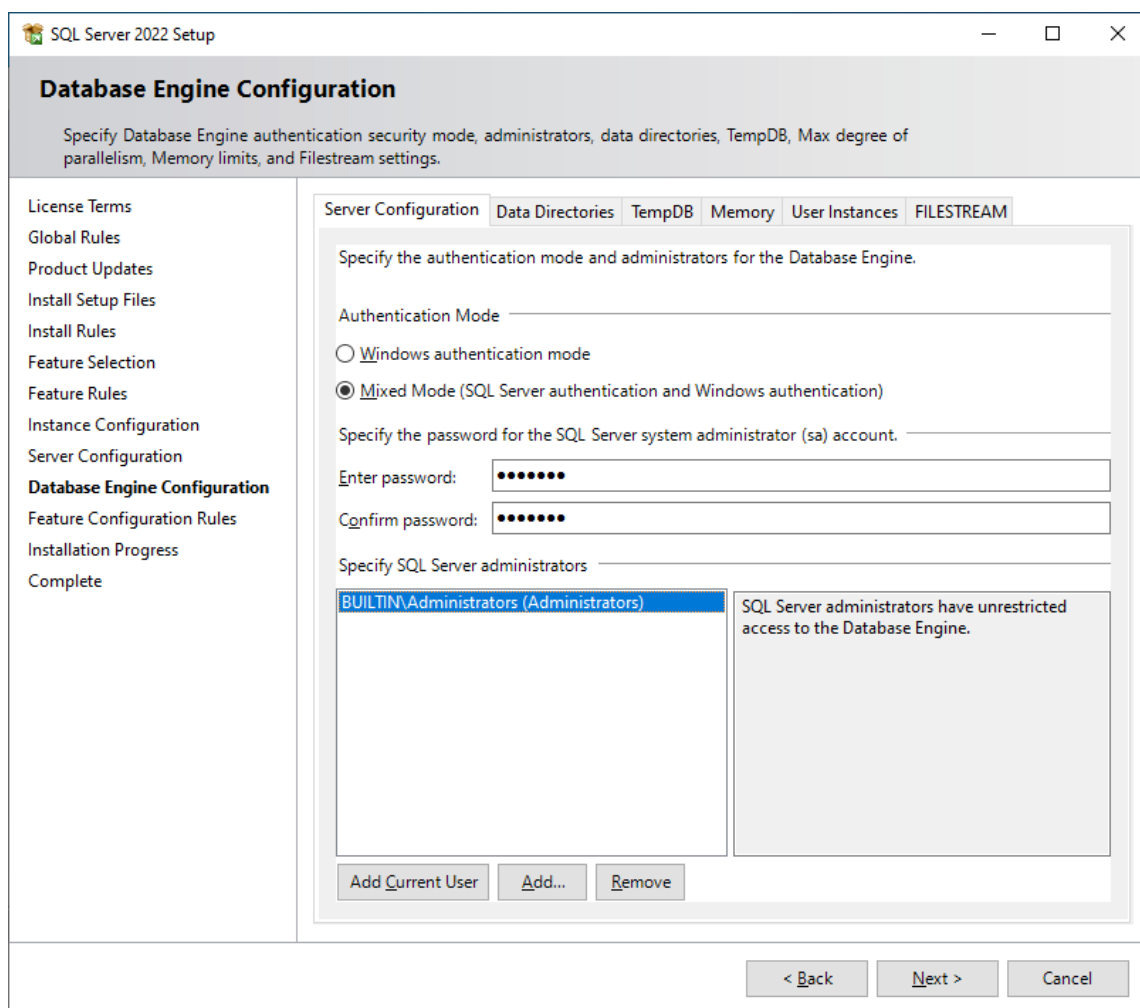 SQL Server 2022 Setup
Database Engine Configuration
Specify Database Engine authentication security mode, administrators, data directories, TempDB, Max degree of
parallelism, Memory limits, and Filestream settings.
License Terms
Global Rules
Product Updates
Install Setup Files
Install Rules
Feature Selection
Feature Rules
Instance Configuration
Server Configuration
Database Engine Configuration
Feature Configuration Rules
Installation Progress
Complete
Server Configuration Data Directories TempDB Memory User Instances FILESTREAM
Specify the authentication mode and administrators for the Database Engine.
Authentication Mode
Windows authentication mode
Mixed Mode (SQL Server authentication and Windows authentication)
Specify the password for the SQL Server system administrator (sa) account.
Enter password: ●●●●●●●
Confirm password: ●●●●●●●
Specify SQL Server administrators
BUILTIN\Administrators (Administrators)
SQL Server administrators have unrestricted
access to the Database Engine.
Add Current User Add... Remove
< Back Next > Cancel